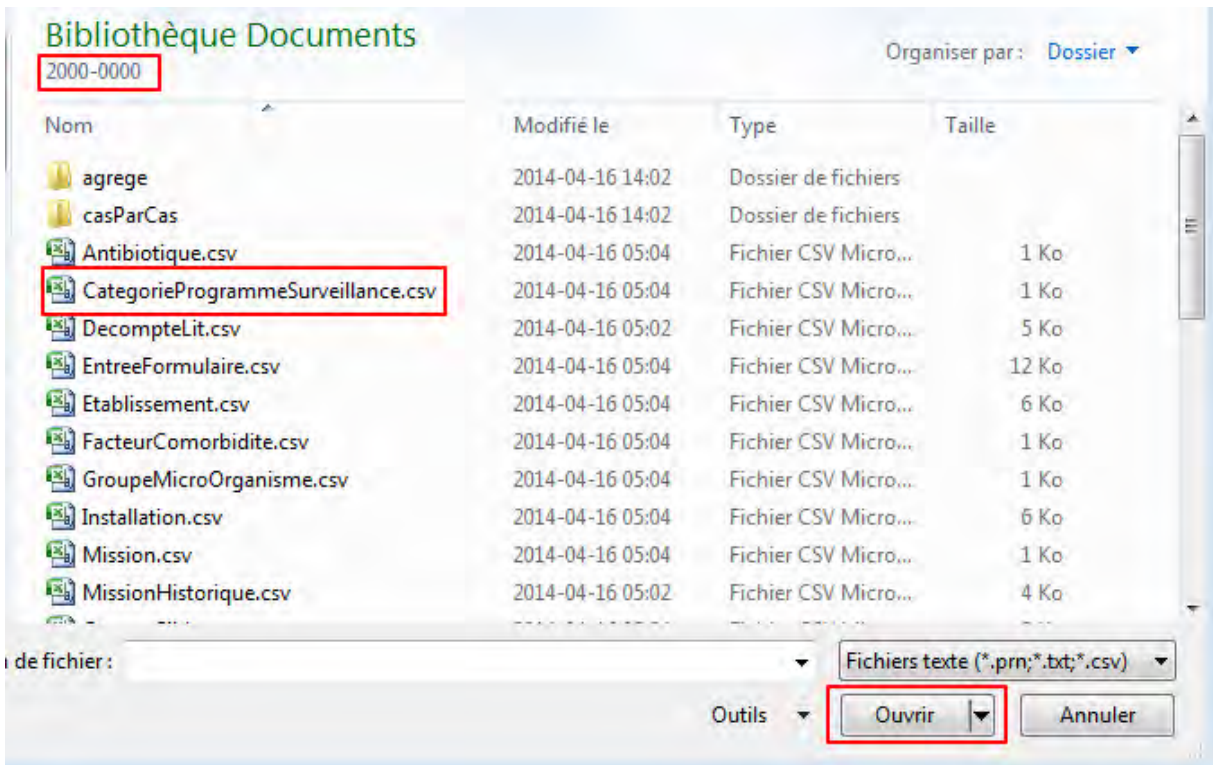 Bibliothèque Documents
2000-0000
Organiser par : Dossier
Nom Modifié le Type Taille
agrege 2014-04-16 14:02 Dossier de fichiers
casParCas 2014-04-16 14:02 Dossier de fichiers
Antibiotique.csv 2014-04-16 05:04 Fichier CSV Micro... 1 Ko
CategorieProgrammeSurveillance.csv 2014-04-16 05:04 Fichier CSV Micro... 1 Ko
DecompteLit.csv 2014-04-16 05:02 Fichier CSV Micro... 5 Ko
EntreeFormulaire.csv 2014-04-16 05:04 Fichier CSV Micro... 12 Ko
Etablissement.csv 2014-04-16 05:04 Fichier CSV Micro... 6 Ko
FacteurComorbidite.csv 2014-04-16 05:04 Fichier CSV Micro... 1 Ko
GroupeMicroOrganisme.csv 2014-04-16 05:04 Fichier CSV Micro... 1 Ko
Installation.csv 2014-04-16 05:04 Fichier CSV Micro... 6 Ko
Mission.csv 2014-04-16 05:04 Fichier CSV Micro... 1 Ko
MissionHistorique.csv 2014-04-16 05:02 Fichier CSV Micro... 4 Ko
de fichier : Fichiers texte (*.prn;*.txt;*.csv)
Outils Ouvrir Annuler